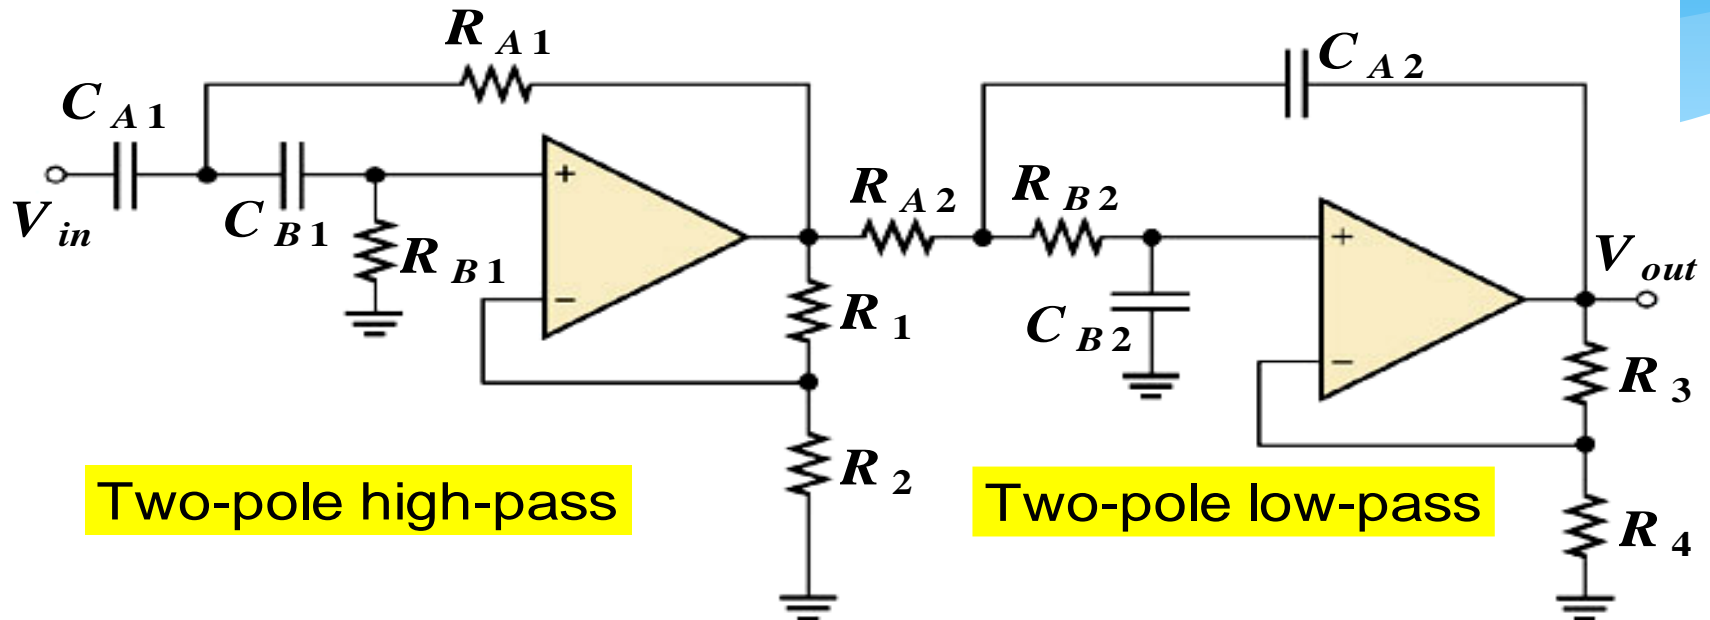 R A1
C A1
C A2
+
V in
C B1
R B1
R A2
R B2
+
V out
−
R 1
C B2
−
R 3
R 2
R 4
Two-pole high-pass
Two-pole low-pass